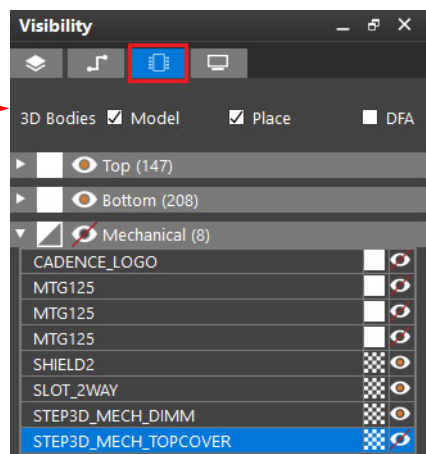 Visibility
3D Bodies Model Place DFA
Top (147)
Bottom (208)
Mechanical (8)
CADENCE_LOGO
MTG125
MTG125
MTG125
SHIELD2
SLOT_2WAY
STEP3D_MECH_DIMM
STEP3D_MECH_TOPCOVER